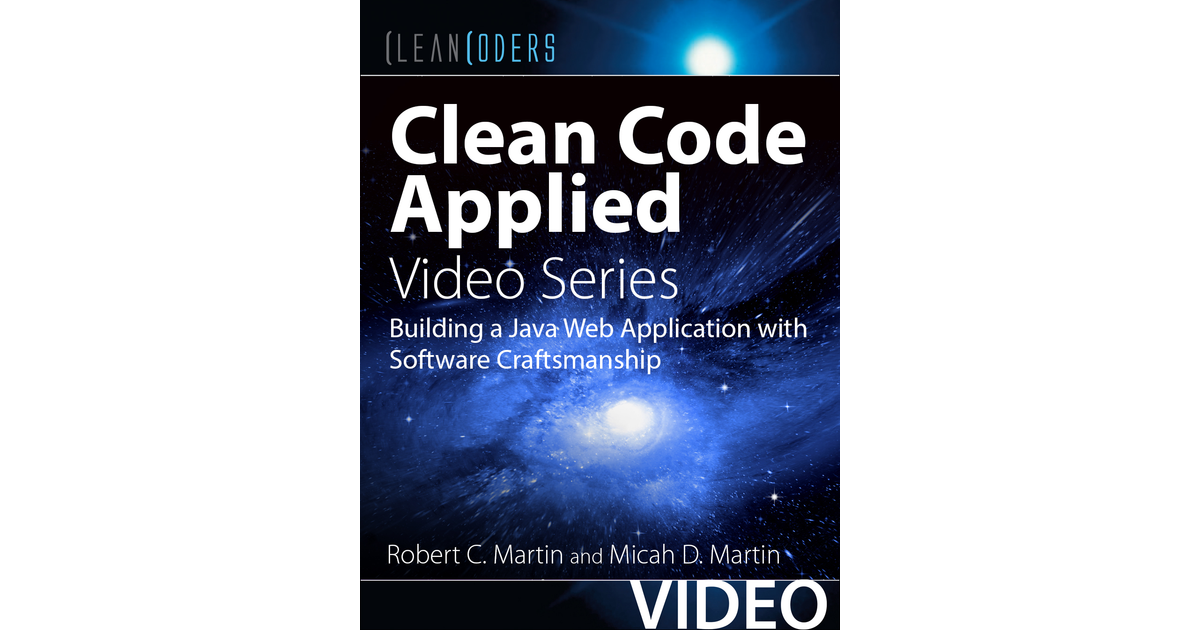 CLEANCODERS
Clean Code
Applied
Video Series
Building a Java Web Application with
Software Craftsmanship
Robert C. Martin and Micah D. Martin
VIDEO